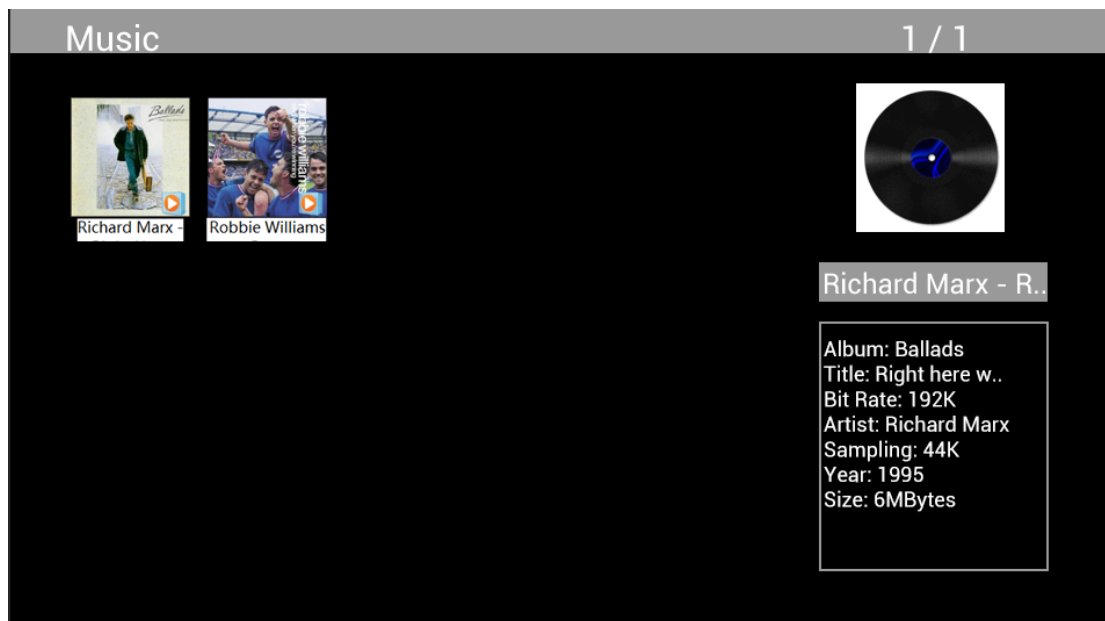 Music
1 / 1
Ballads
robbie williams
Richard Marx -
Robbie Williams
Richard Marx - R..
Album: Ballads
Title: Right here w..
Bit Rate: 192K
Artist: Richard Marx
Sampling: 44K
Year: 1995
Size: 6MBytes